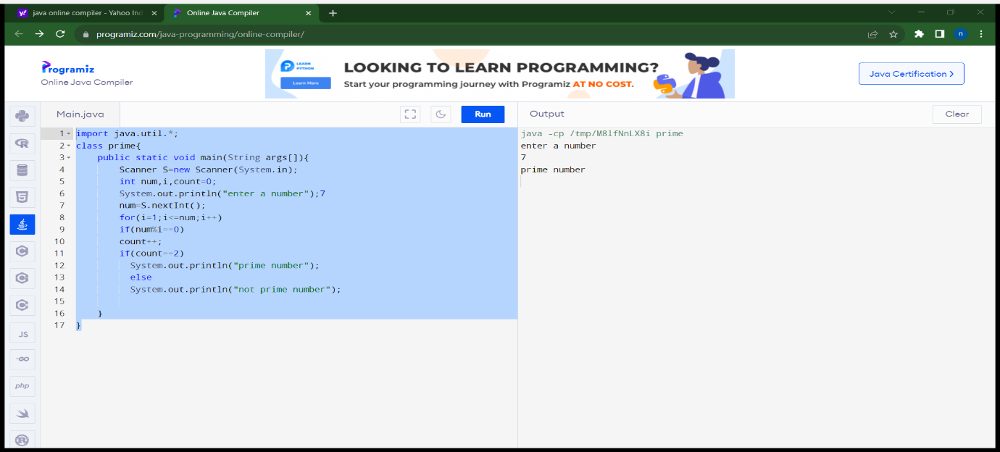 java online compiler - Yahoo Ind
Online Java Compiler
programiz.com/java-programming/online-compiler/
n
Programiz
Online Java Compiler
LEARN
PYTHON
Learn More
LOOKING TO LEARN PROGRAMMING?
Start your programming journey with Programiz AT NO COST.
Java Certification >
Main.java
Run
Output
Clear
1 import java.util.*;
2 class prime{
3 public static void main(String args[]){
4 Scanner S=new Scanner(System.in);
5 int num,i,count=0;
6 System.out.println("enter a number");7
7 num=S.nextInt();
8 for(i=1;i<=num;i++)
9 if(num%i==0)
10 count++;
11 if(count==2)
12 System.out.println("prime number");
13 else
14 System.out.println("not prime number");
15
16 }
17 }
java -cp /tmp/M8lfNnLX8i prime
enter a number
7
prime number
JS
GO
php